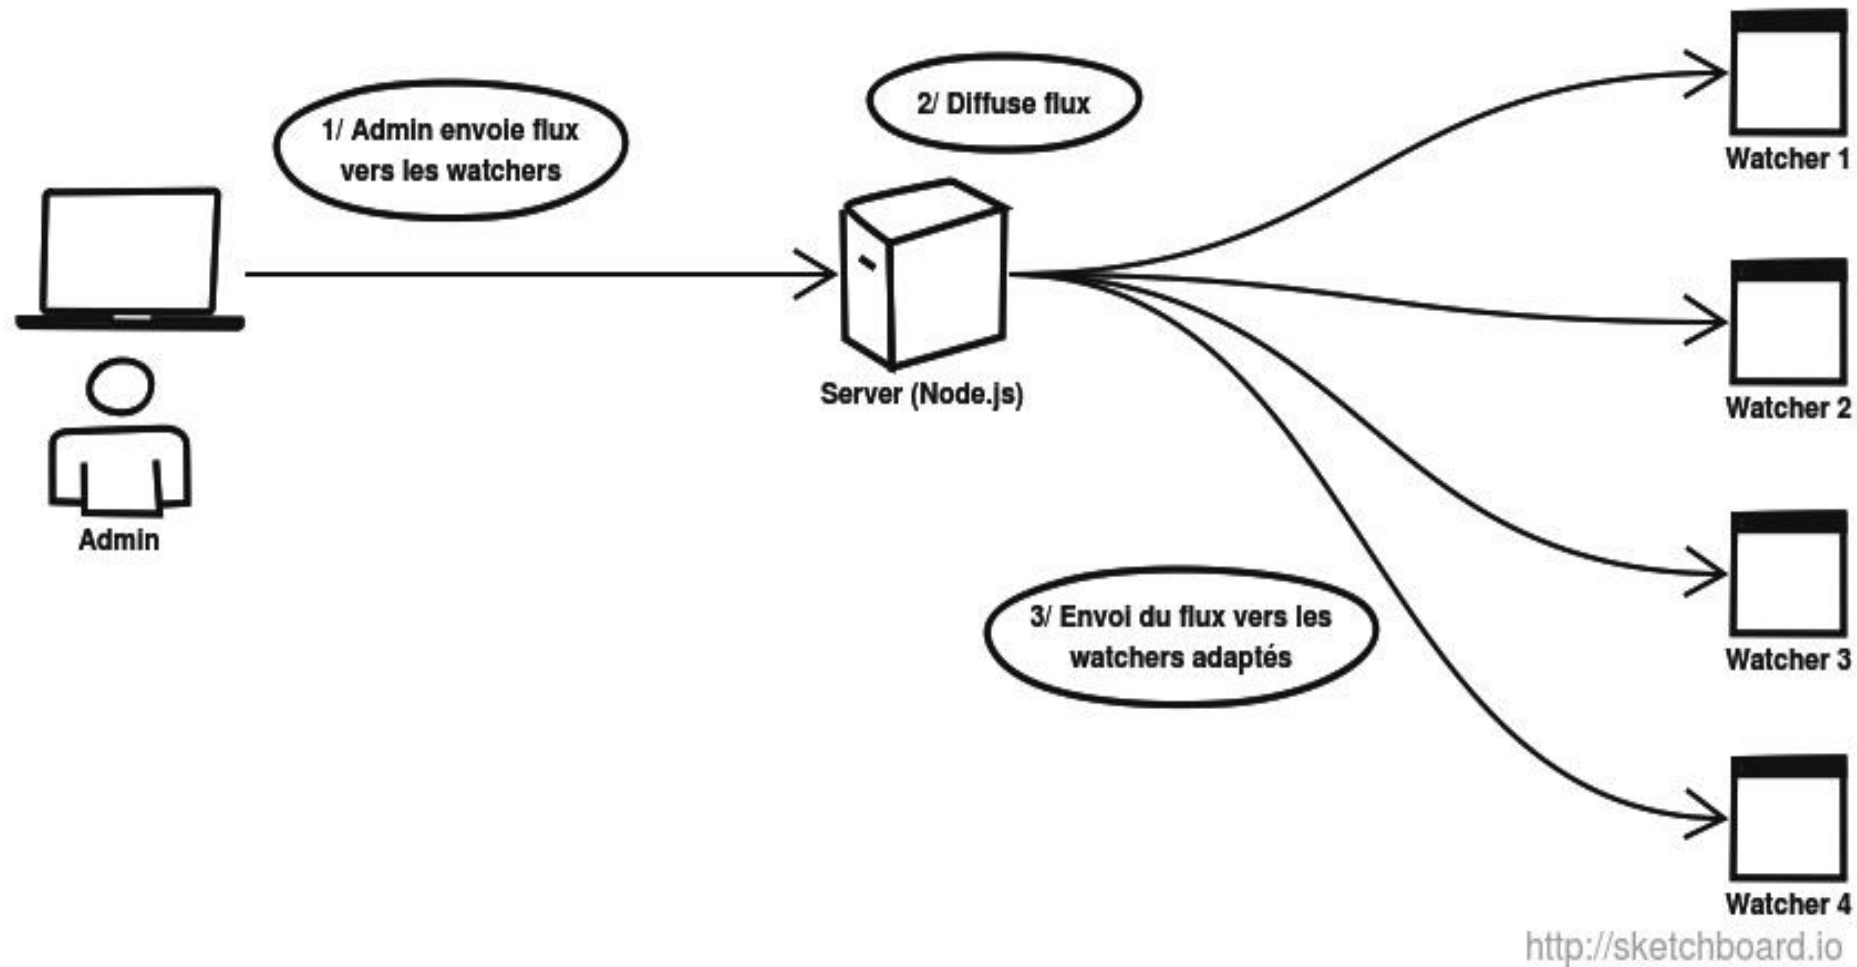 1/ Admin envoie flux
vers les watchers
2/ Diffuse flux
Watcher 1
Server (Node.js)
Watcher 2
Admin
3/ Envoi du flux vers les
watchers adaptés
Watcher 3
Watcher 4
http://sketchboard.io